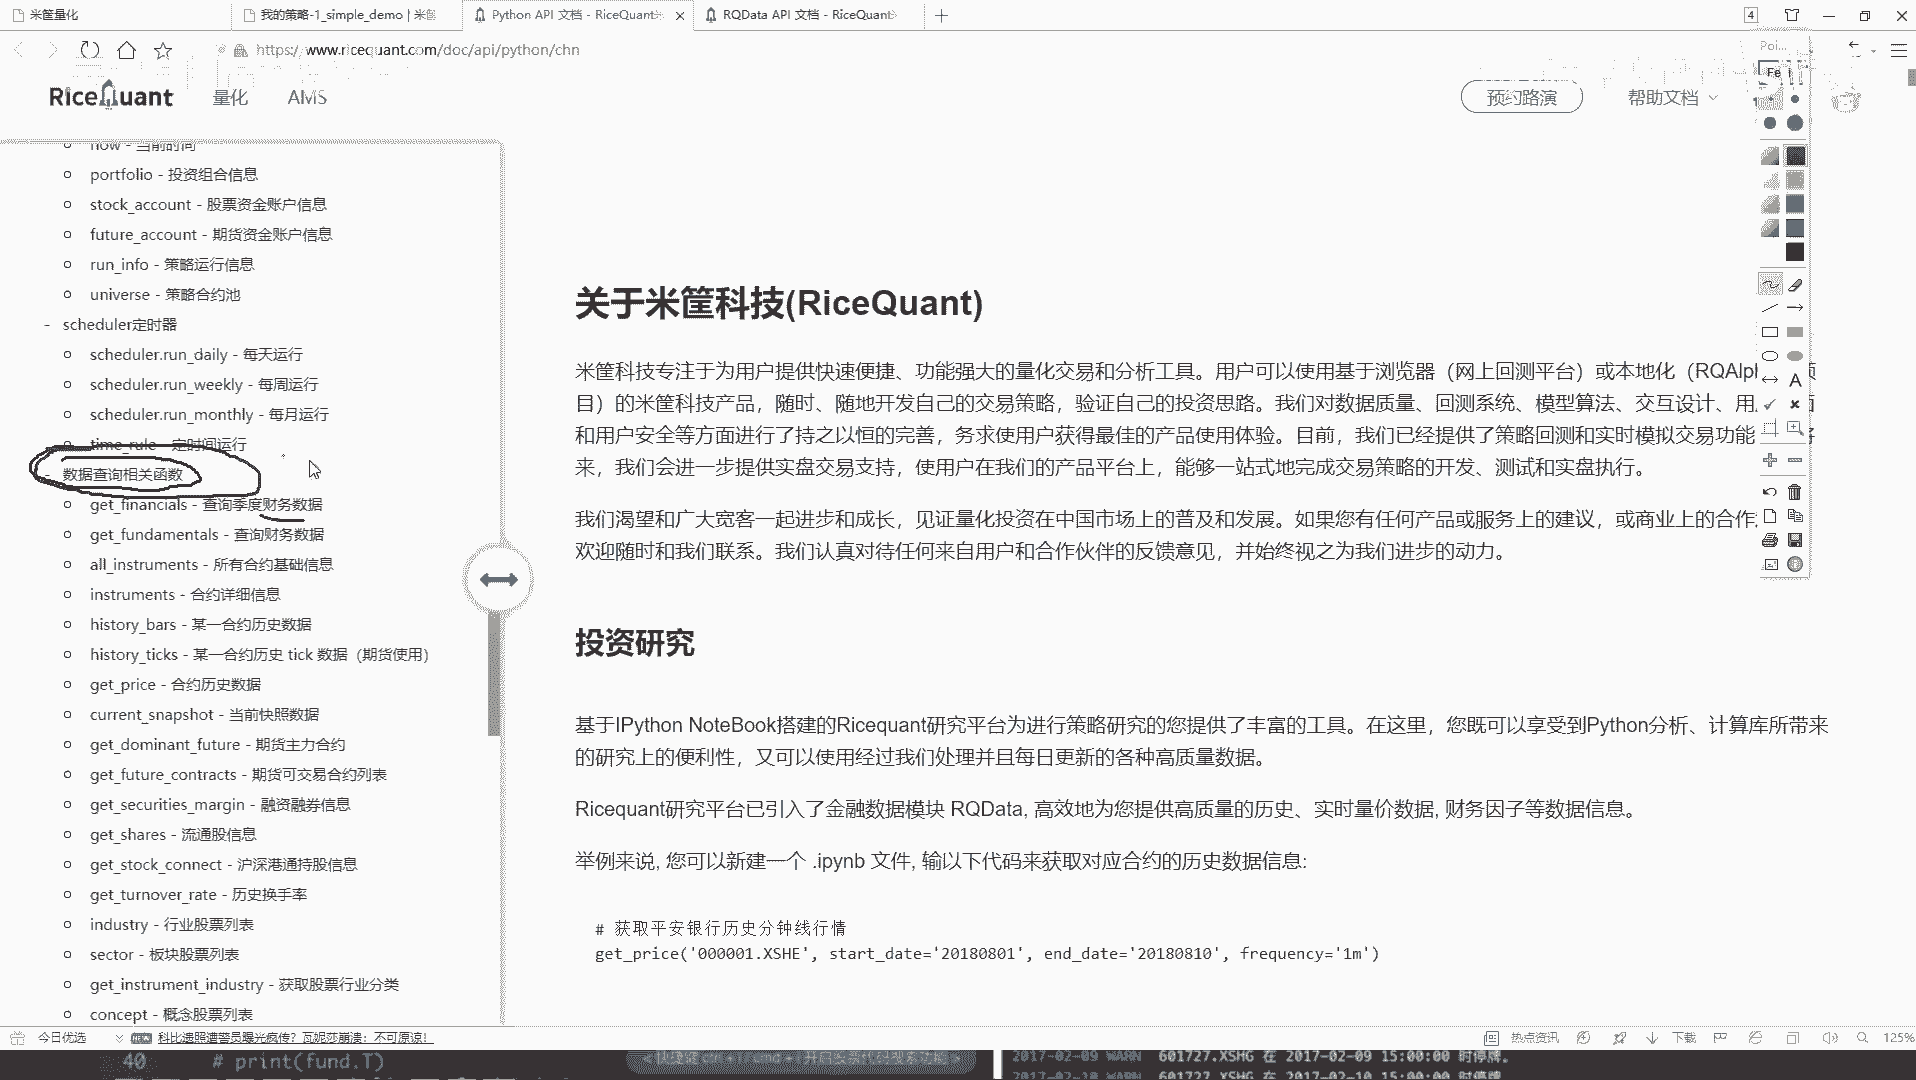 米筐量化
我的策略-1_simple_demo | 米筐
Python API 文档 - RiceQuant
RQData API 文档 - RiceQuant
4
https://www.ricequant.com/doc/api/python/chn
RiceQuant
量化
AMS
预约路演
帮助文档
now - 当前时间
portfolio - 投资组合信息
stock_account - 股票资金账户信息
future_account - 期货资金账户信息
run_info - 策略运行信息
universe - 策略合约池
- scheduler定时器
scheduler.run_daily - 每天运行
scheduler.run_weekly - 每周运行
scheduler.run_monthly - 每月运行
time_rule - 定时间运行
- 数据查询相关函数
get_financials - 查询季度财务数据
get_fundamentals - 查询财务数据
all_instruments - 所有合约基础信息
instruments - 合约详细信息
history_bars - 某一合约历史数据
history_ticks - 某一合约历史 tick 数据（期货使用）
get_price - 合约历史数据
current_snapshot - 当前快照数据
get_dominant_future - 期货主力合约
get_future_contracts - 期货可交易合约列表
get_securities_margin - 融资融券信息
get_shares - 流通股信息
get_stock_connect - 沪深港通持股信息
get_turnover_rate - 历史换手率
industry - 行业股票列表
sector - 板块股票列表
get_instrument_industry - 获取股票行业分类
concept - 概念股票列表
关于米筐科技(RiceQuant)
米筐科技专注于为用户提供快速便捷、功能强大的量化交易和分析工具。用户可以使用基于浏览器（网上回测平台）或本地化（RQAlph
目）的米筐科技产品，随时、随地开发自己的交易策略，验证自己的投资思路。我们对数据质量、回测系统、模型算法、交互设计、用
和用户安全等方面进行了持之以恒的完善，务求使用户获得最佳的产品使用体验。目前，我们已经提供了策略回测和实时模拟交易功能
来，我们会进一步提供实盘交易支持，使用户在我们的产品平台上，能够一站式地完成交易策略的开发、测试和实盘执行。
我们渴望和广大宽客一起进步和成长，见证量化投资在中国市场上的普及和发展。如果您有任何产品或服务上的建议，或商业上的合作
欢迎随时和我们联系。我们认真对待任何来自用户和合作伙伴的反馈意见，并始终视之为我们进步的动力。
投资研究
基于IPython NoteBook搭建的Ricequant研究平台为进行策略研究的您提供了丰富的工具。在这里，您既可以享受到Python分析、计算库所带来
的研究上的便利性，又可以使用经过我们处理并且每日更新的各种高质量数据。
Ricequant研究平台已引入了金融数据模块 RQData, 高效地为您提供高质量的历史、实时量价数据, 财务因子等数据信息。
举例来说, 您可以新建一个 .ipynb 文件, 输以下代码来获取对应合约的历史数据信息:
# 获取平安银行历史分钟线行情
get_price('000001.XSHE', start_date='20180801', end_date='20180810', frequency='1m')
Poi...
Fe
A
今日优选
科比遗照遭警员曝光疯传？瓦妮莎崩溃：不可原谅！
热点资讯
下载
125%
40 # print(fund.T)
2017-02-09 WARN 601727.XSHG 在 2017-02-09 15:00:00 时停牌。
2017-02-10 WARN 601727.XSHG 在 2017-02-10 15:00:00 时停牌。